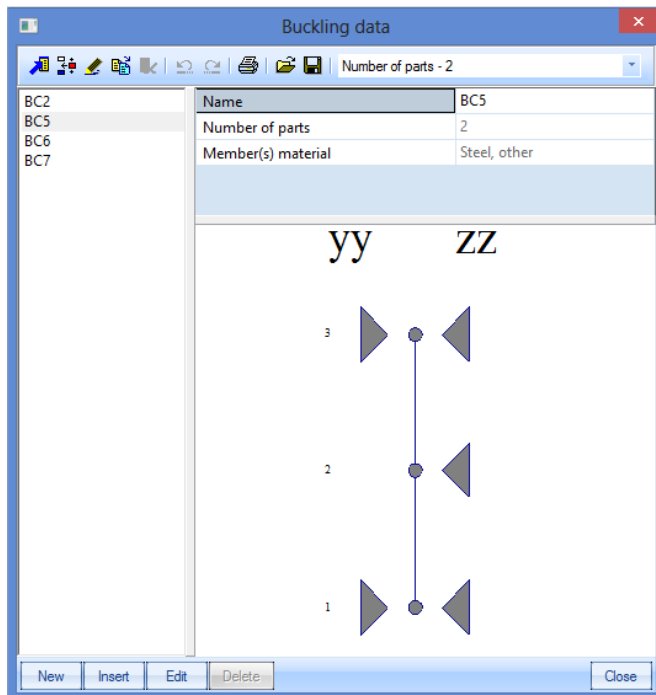 Buckling data
Number of parts - 2
BC2
BC5
BC6
BC7
Name BC5
Number of parts 2
Member(s) material Steel, other
yy zz
3
2
1
New Insert Edit Delete Close